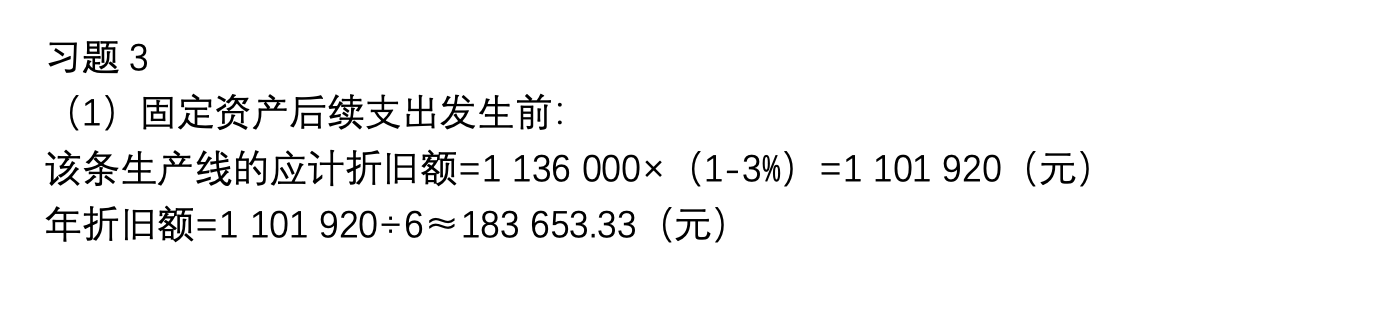 习题 3
（1）固定资产后续支出发生前：
该条生产线的应计折旧额=1 136 000×（1-3%）=1 101 920（元）
年折旧额=1 101 920÷6≈183 653.33（元）